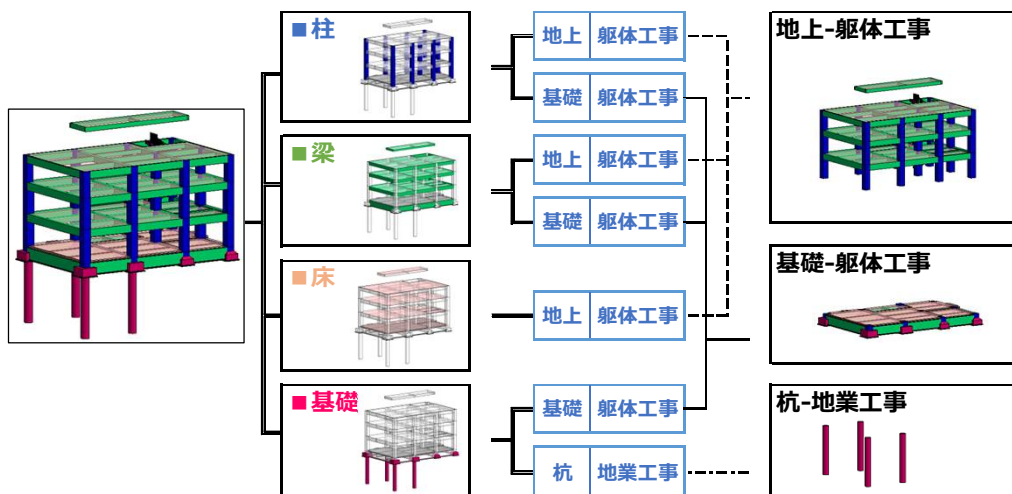 ■柱
地上 躯体工事
基礎 躯体工事
■梁
地上 躯体工事
基礎 躯体工事
■床
地上 躯体工事
■基礎
基礎 躯体工事
杭 地業工事
地上-躯体工事
基礎-躯体工事
杭-地業工事